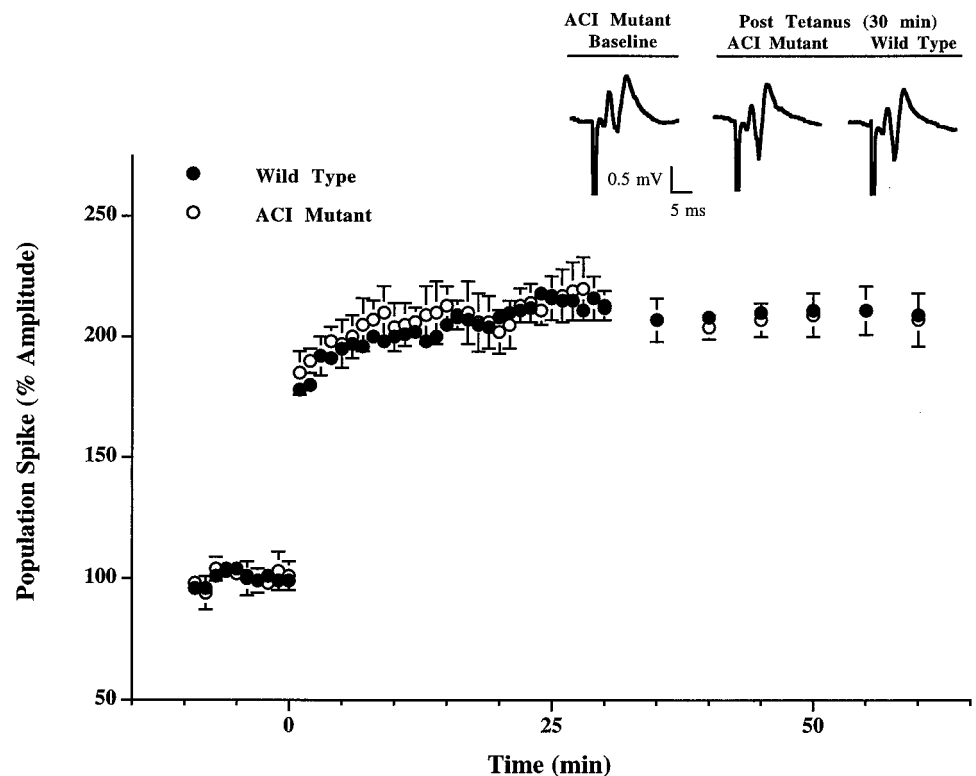 ACI Mutant
Baseline
Post Tetanus (30 min)
ACI Mutant Wild Type
0.5 mV
5 ms
Wild Type
ACI Mutant
Population Spike (% Amplitude)
250
200
150
100
50
0 25 50
Time (min)